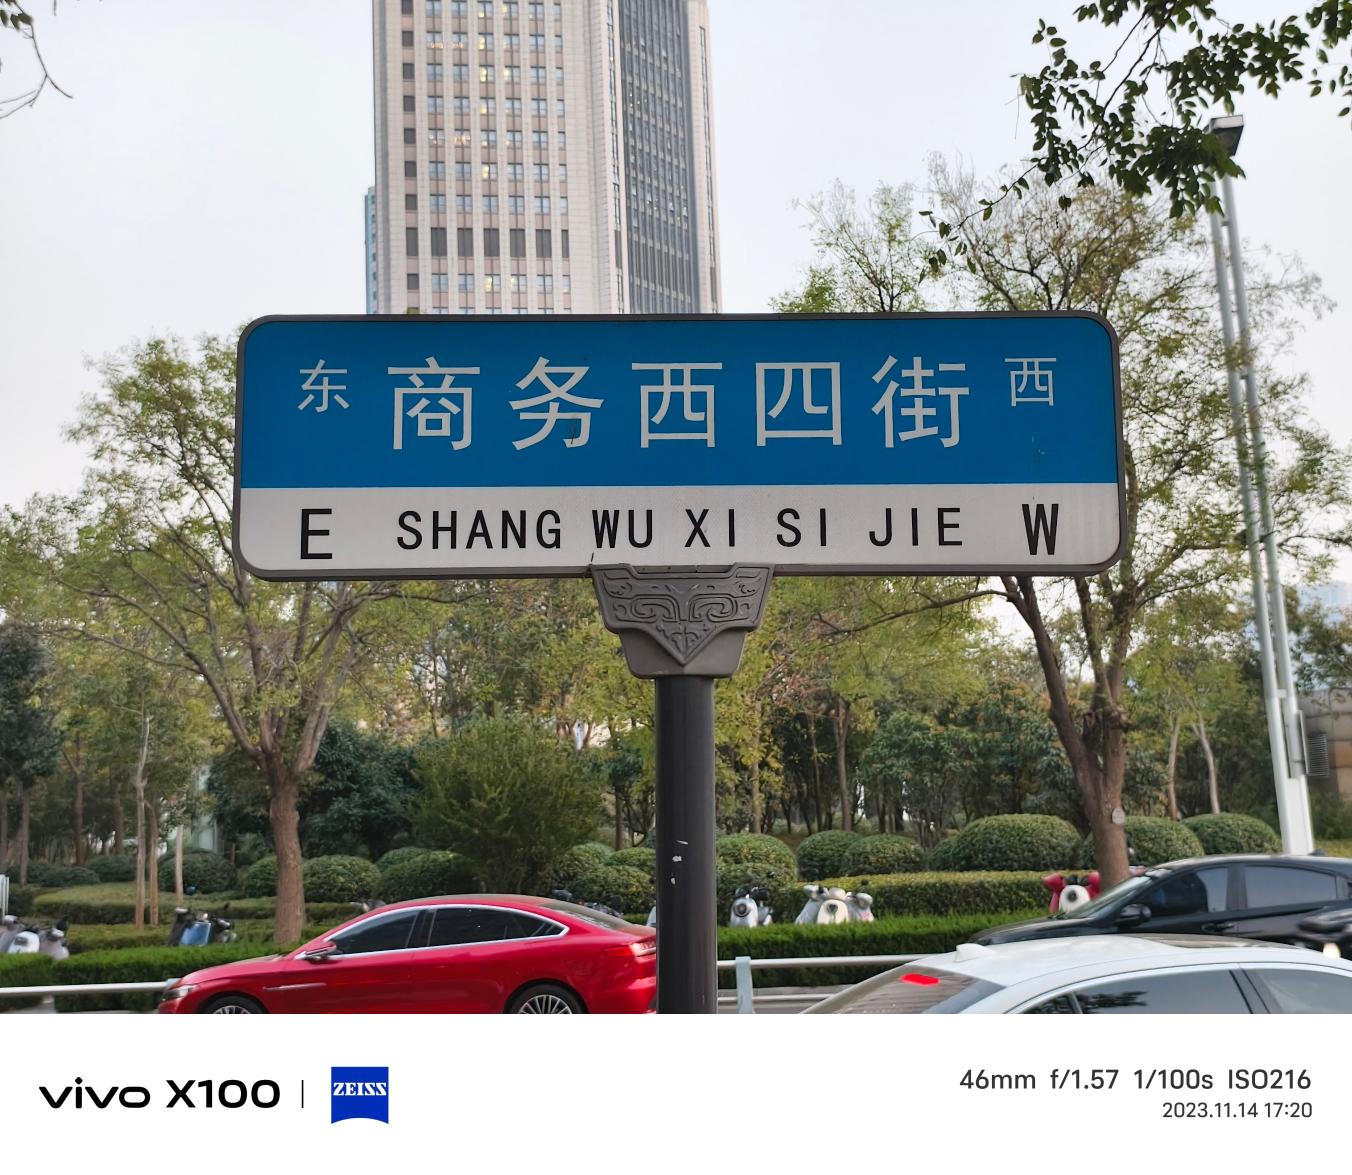 东 商务西四街 西
E SHANG WU XI SI JIE W
vivo X100 | ZEISS
46mm f/1.57 1/100s ISO216
2023.11.14 17:20